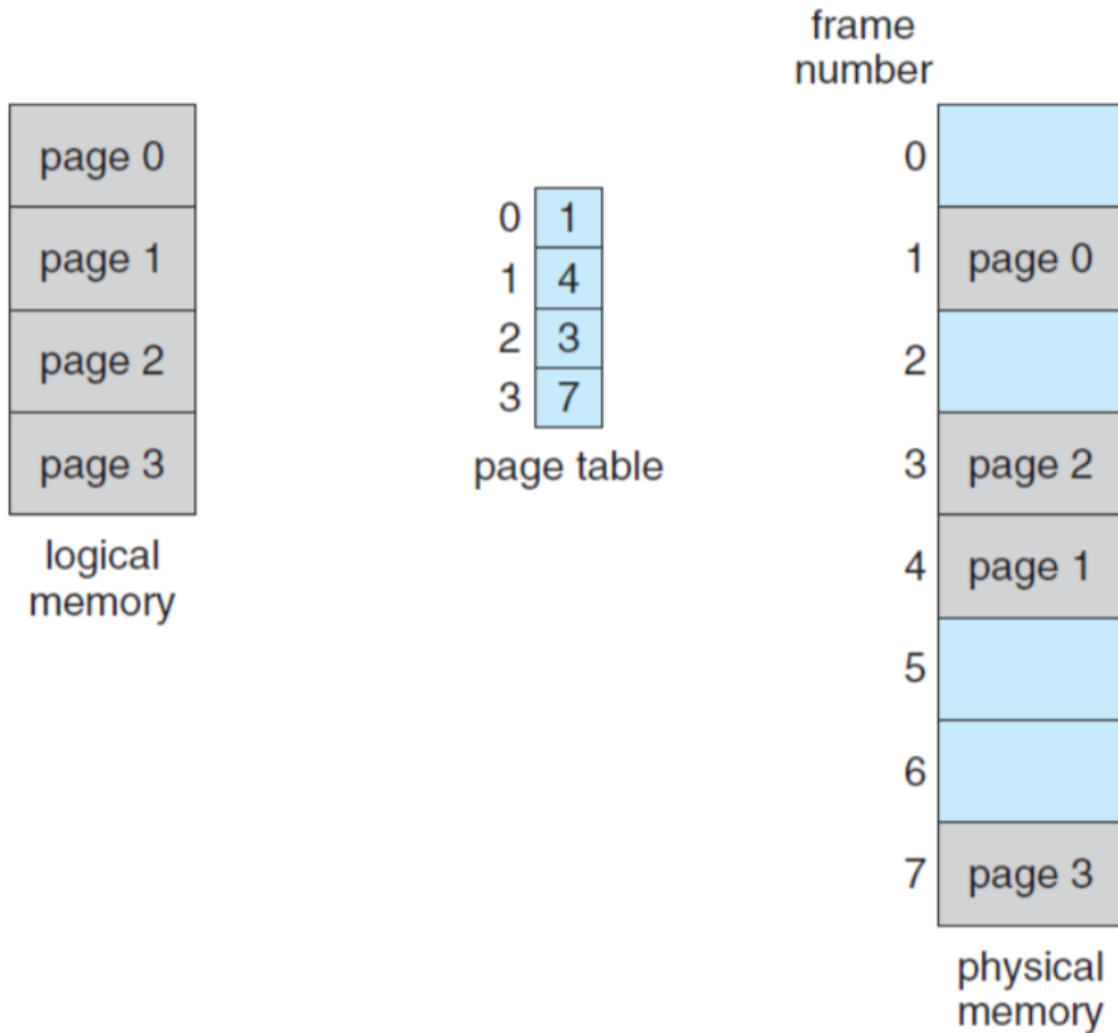 page 0
page 1
page 2
page 3
logical
memory
0 1
1 4
2 3
3 7
page table
frame
number
0
1 page 0
2
3 page 2
4 page 1
5
6
7 page 3
physical
memory